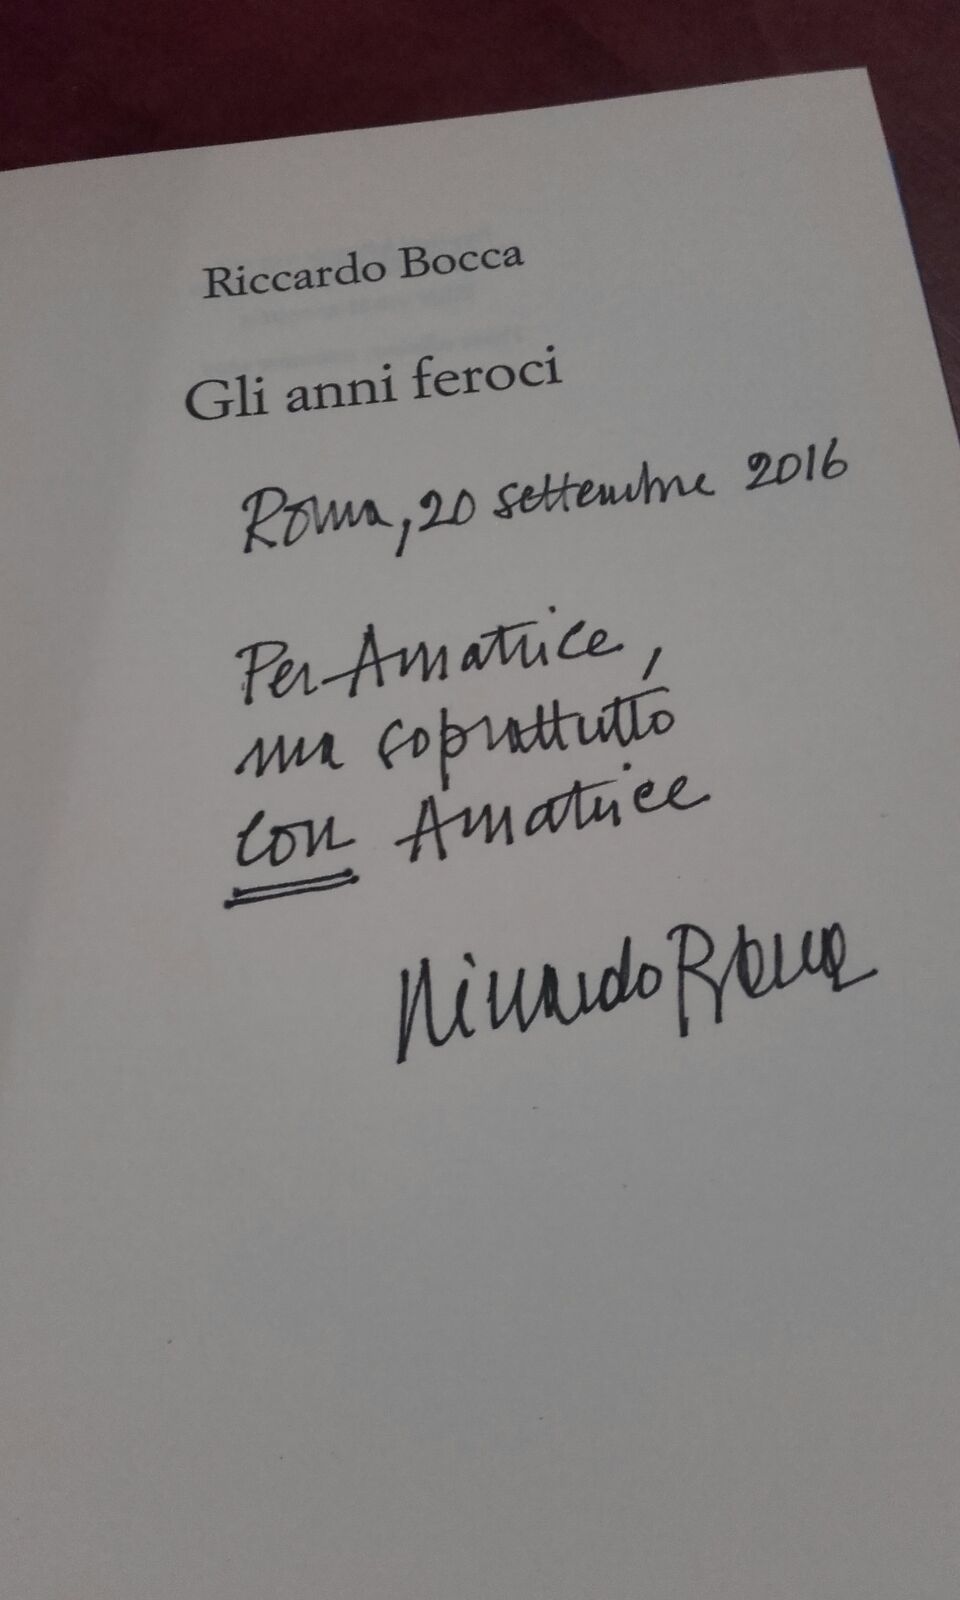 Riccardo Bocca
Gli anni feroci
Roma, 20 settembre 2016
Per Amatrice,
ma soprattutto
con Amatrice
Riccardo Bocca